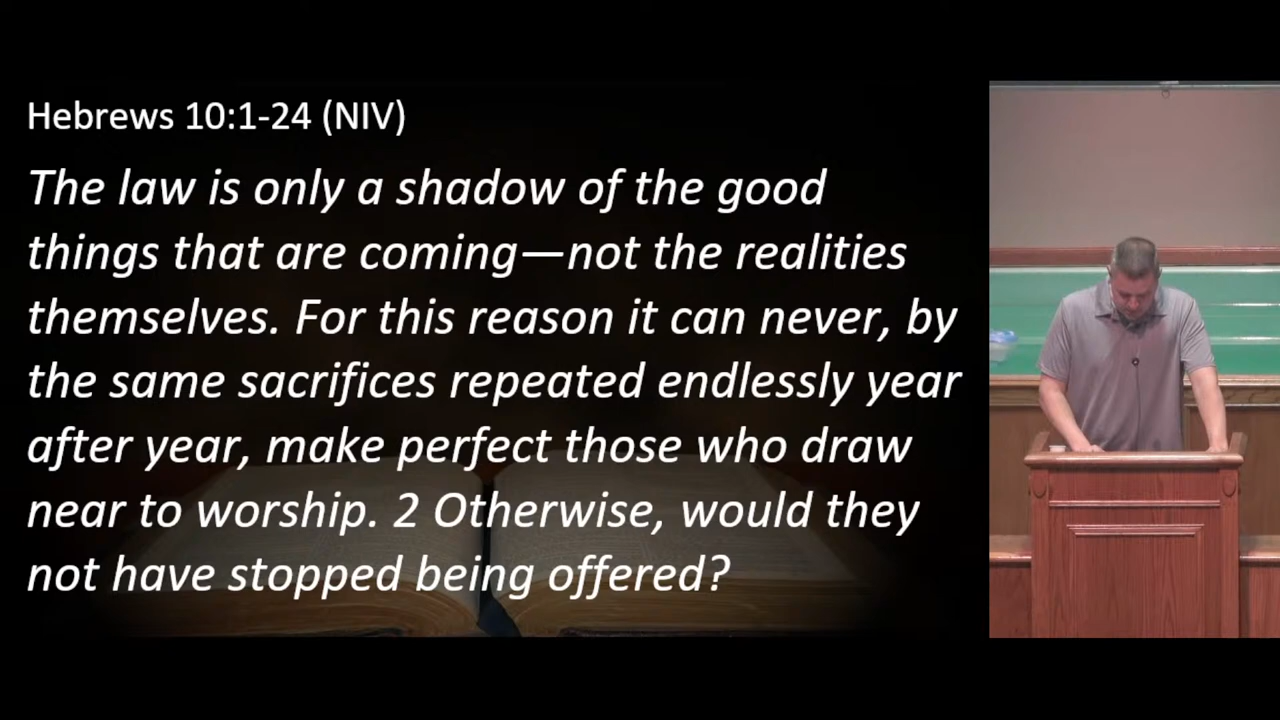 Hebrews 10:1-24 (NIV)
The law is only a shadow of the good
things that are coming—not the realities
themselves. For this reason it can never, by
the same sacrifices repeated endlessly year
after year, make perfect those who draw
near to worship. 2 Otherwise, would they
not have stopped being offered?